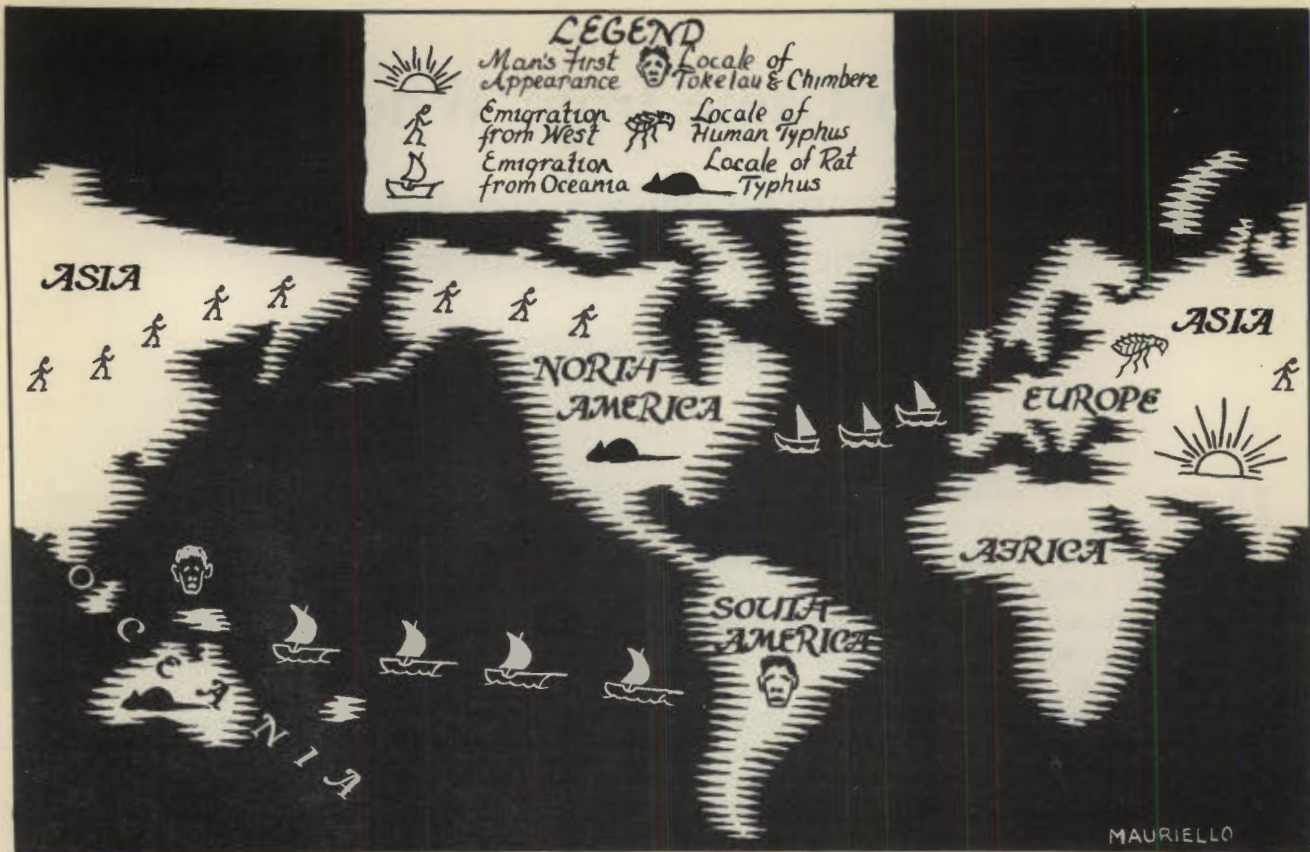 LEGEND
Man's First
Appearance
Locale of
Tokelau & Chimbere
Emigration
from West
Locale of
Human Typhus
Emigration
from Oceania
Locale of Rat
Typhus
ASIA
NORTH
AMERICA
ASIA
EUROPE
AFRICA
SOUTH
AMERICA
OCEANIA
MAURIELLO